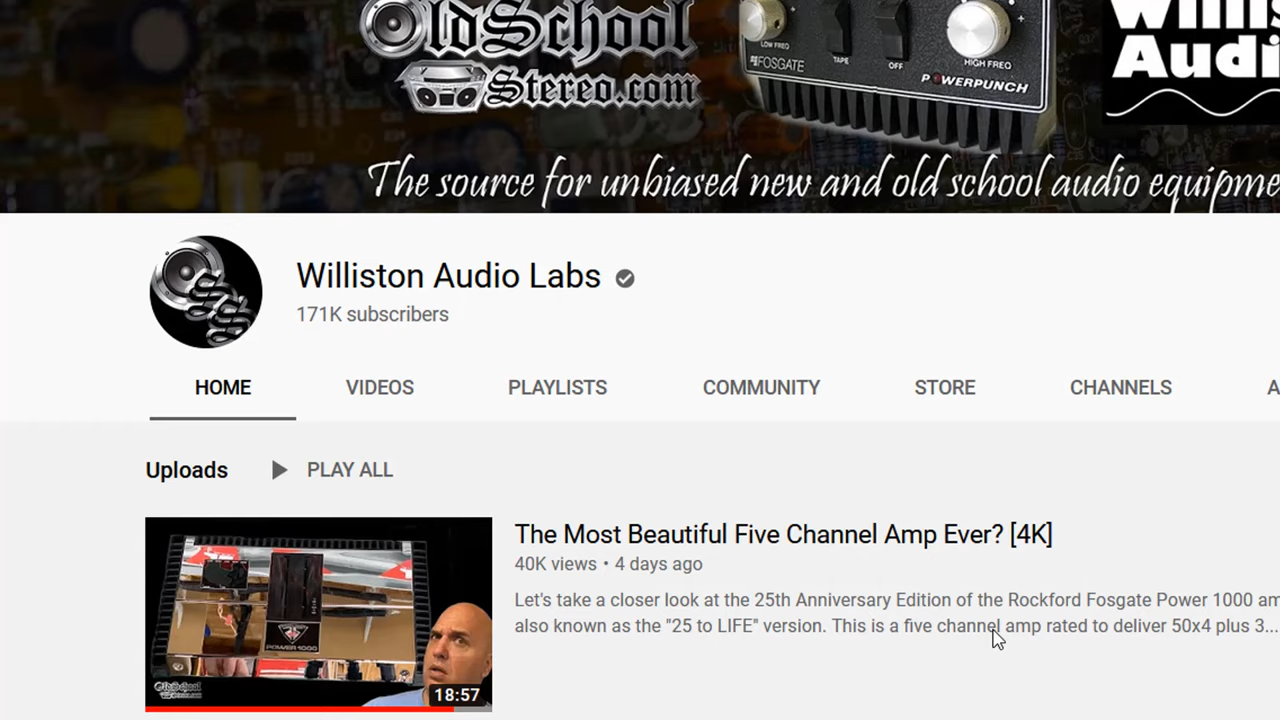 OldSchool
Stereo.com
LOW FREQ
TAPE
OFF
HIGH FREQ
FOSGATE
POWERPUNCH
Audi
The source for unbiased new and old school audio equipme
Williston Audio Labs
171K subscribers
HOME VIDEOS PLAYLISTS COMMUNITY STORE CHANNELS A
Uploads PLAY ALL
The Most Beautiful Five Channel Amp Ever? [4K]
40K views • 4 days ago
Let's take a closer look at the 25th Anniversary Edition of the Rockford Fosgate Power 1000 am
also known as the "25 to LIFE" version. This is a five channel amp rated to deliver 50x4 plus 3...
POWER 1000
OldSchool
Stereo.com
18:57